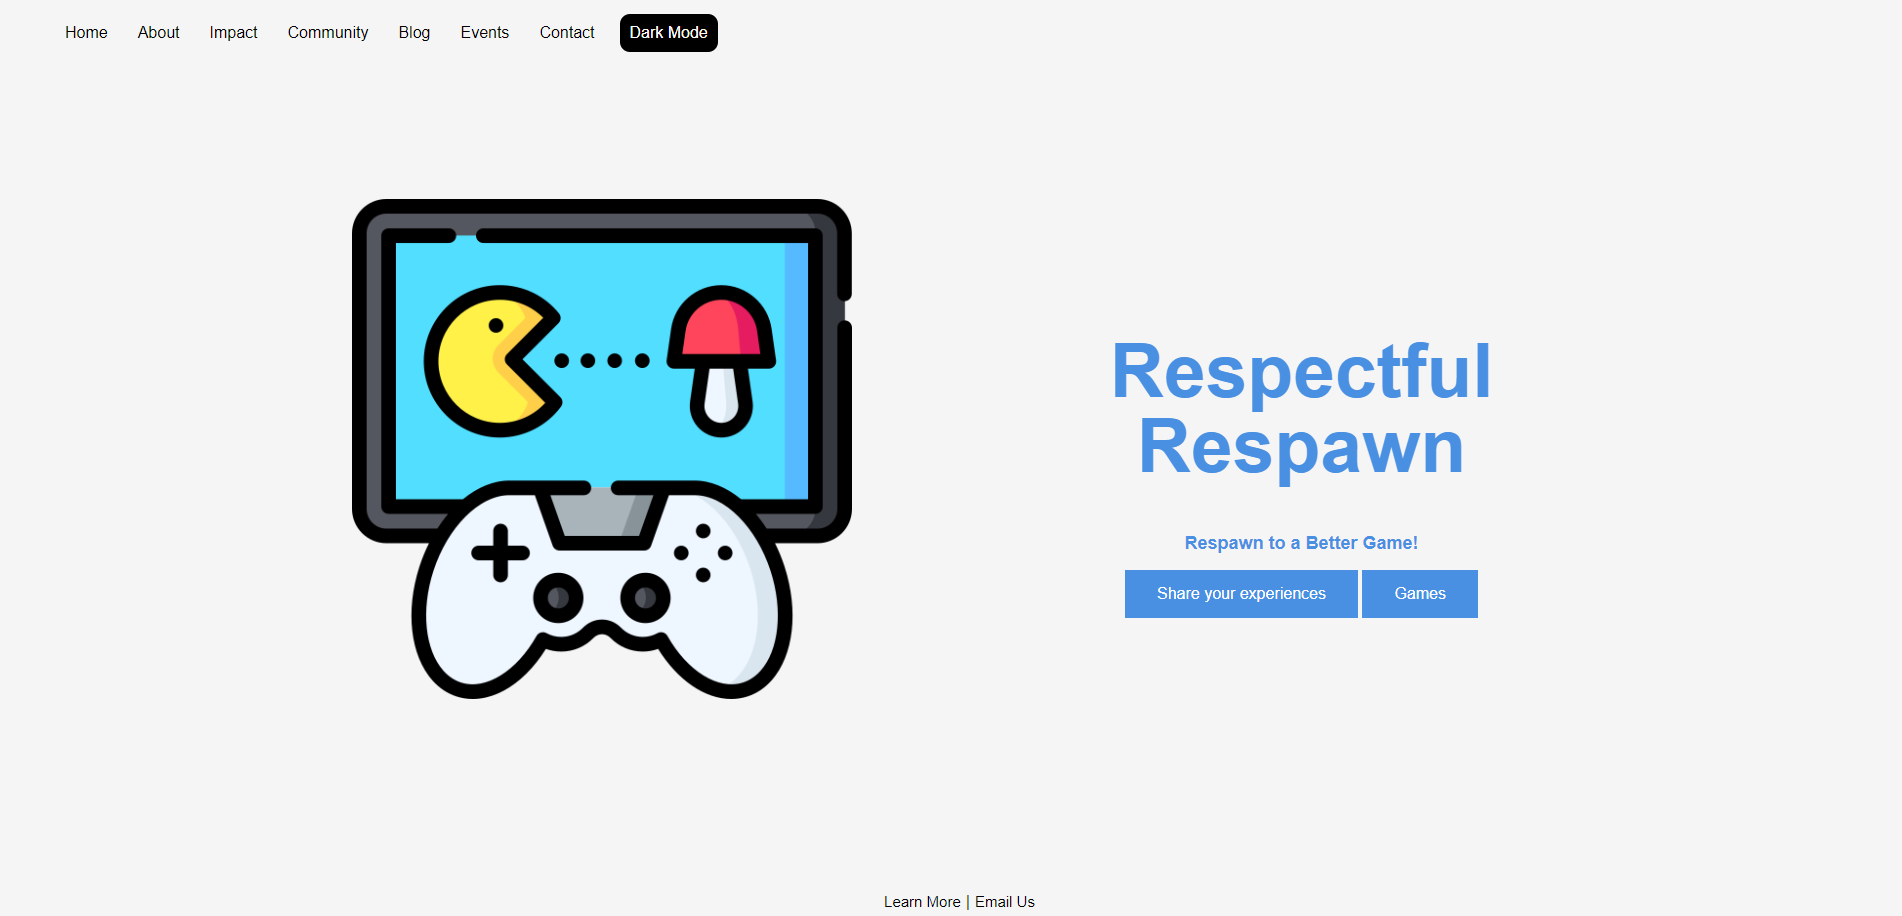 Home About Impact Community Blog Events Contact Dark Mode
Respectful
Respawn
Respawn to a Better Game!
Share your experiences Games
Learn More | Email Us